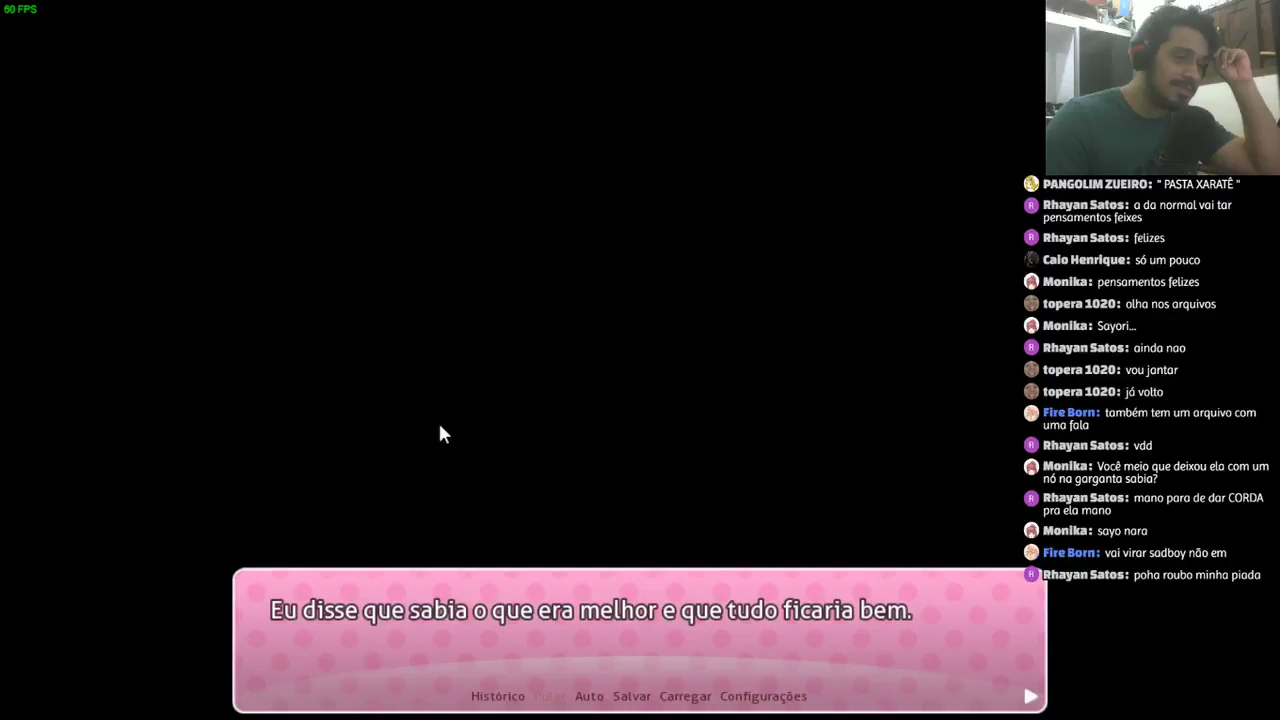 60 FPS
PANGOLIM ZUEIRO: " PASTA XARATÊ "
Rhayan Satos: a da normal vai tar
pensamentos feixes
Rhayan Satos: felizes
Caio Henrique: só um pouco
Monika: pensamentos felizes
topera 1020: olha nos arquivos
Monika: Sayori...
Rhayan Satos: ainda nao
topera 1020: vou jantar
topera 1020: já volto
Fire Born: também tem um arquivo com
uma fala
Rhayan Satos: vdd
Monika: Você meio que deixou ela com um
nó na garganta sabia?
Rhayan Satos: mano para de dar CORDA
pra ela mano
Monika: sayo nara
Fire Born: vai virar sadboy não em
Rhayan Satos: poha roubo minha piada
Eu disse que sabia o que era melhor e que tudo ficaria bem.
Histórico Pular Auto Salvar Carregar Configurações